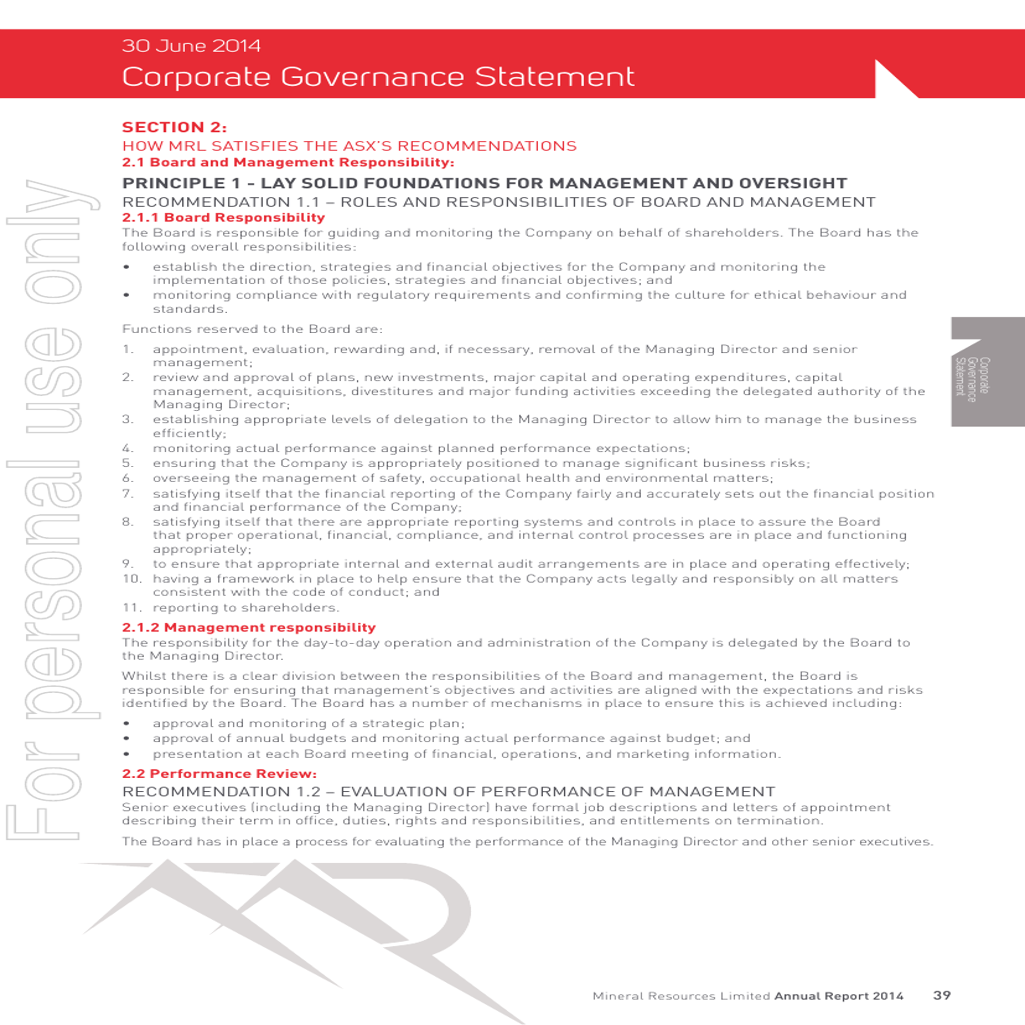 30 June 2014
Corporate Governance Statement
SECTION 2:
HOW MRL SATISFIES THE ASX'S RECOMMENDATIONS
2.1 Board and Management Responsibility:
PRINCIPLE 1 - LAY SOLID FOUNDATIONS FOR MANAGEMENT AND OVERSIGHT
RECOMMENDATION 1.1 – ROLES AND RESPONSIBILITIES OF BOARD AND MANAGEMENT
2.1.1 Board Responsibility
The Board is responsible for guiding and monitoring the Company on behalf of shareholders. The Board has the
following overall responsibilities:
• establish the direction, strategies and financial objectives for the Company and monitoring the
implementation of those policies, strategies and financial objectives; and
• monitoring compliance with regulatory requirements and confirming the culture for ethical behaviour and
standards.
Functions reserved to the Board are:
1. appointment, evaluation, rewarding and, if necessary, removal of the Managing Director and senior
management;
2. review and approval of plans, new investments, major capital and operating expenditures, capital
management, acquisitions, divestitures and major funding activities exceeding the delegated authority of the
Managing Director;
3. establishing appropriate levels of delegation to the Managing Director to allow him to manage the business
efficiently;
4. monitoring actual performance against planned performance expectations;
5. ensuring that the Company is appropriately positioned to manage significant business risks;
6. overseeing the management of safety, occupational health and environmental matters;
7. satisfying itself that the financial reporting of the Company fairly and accurately sets out the financial position
and financial performance of the Company;
8. satisfying itself that there are appropriate reporting systems and controls in place to assure the Board
that proper operational, financial, compliance, and internal control processes are in place and functioning
appropriately;
9. to ensure that appropriate internal and external audit arrangements are in place and operating effectively;
10. having a framework in place to help ensure that the Company acts legally and responsibly on all matters
consistent with the code of conduct; and
11. reporting to shareholders.
2.1.2 Management responsibility
The responsibility for the day-to-day operation and administration of the Company is delegated by the Board to
the Managing Director.
Whilst there is a clear division between the responsibilities of the Board and management, the Board is
responsible for ensuring that management's objectives and activities are aligned with the expectations and risks
identified by the Board. The Board has a number of mechanisms in place to ensure this is achieved including:
• approval and monitoring of a strategic plan;
• approval of annual budgets and monitoring actual performance against budget; and
• presentation at each Board meeting of financial, operations, and marketing information.
2.2 Performance Review:
RECOMMENDATION 1.2 – EVALUATION OF PERFORMANCE OF MANAGEMENT
Senior executives (including the Managing Director) have formal job descriptions and letters of appointment
describing their term in office, duties, rights and responsibilities, and entitlements on termination.
The Board has in place a process for evaluating the performance of the Managing Director and other senior executives.
Mineral Resources Limited Annual Report 2014 39
Corporate
Governance
Statement
For personal use only